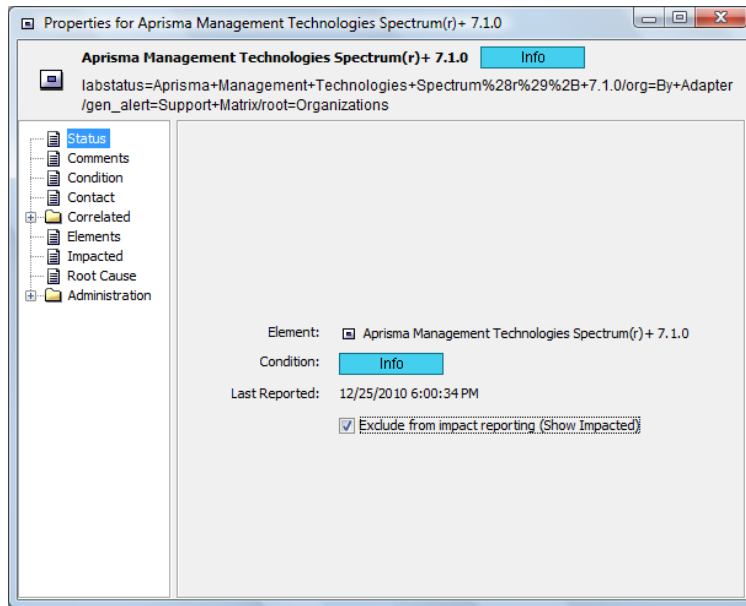 Properties for Aprisma Management Technologies Spectrum(r)+ 7.1.0
Aprisma Management Technologies Spectrum(r)+ 7.1.0 Info
labstatus=Aprisma+Management+Technologies+Spectrum%28r%29%2B+7.1.0/org=By+Adapter
/gen_alert=Support+Matrix/root=Organizations
Status
Comments
Condition
Contact
Correlated
Elements
Impacted
Root Cause
Administration
Element: Aprisma Management Technologies Spectrum(r)+ 7.1.0
Condition: Info
Last Reported: 12/25/2010 6:00:34 PM
Exclude from impact reporting (Show Impacted)